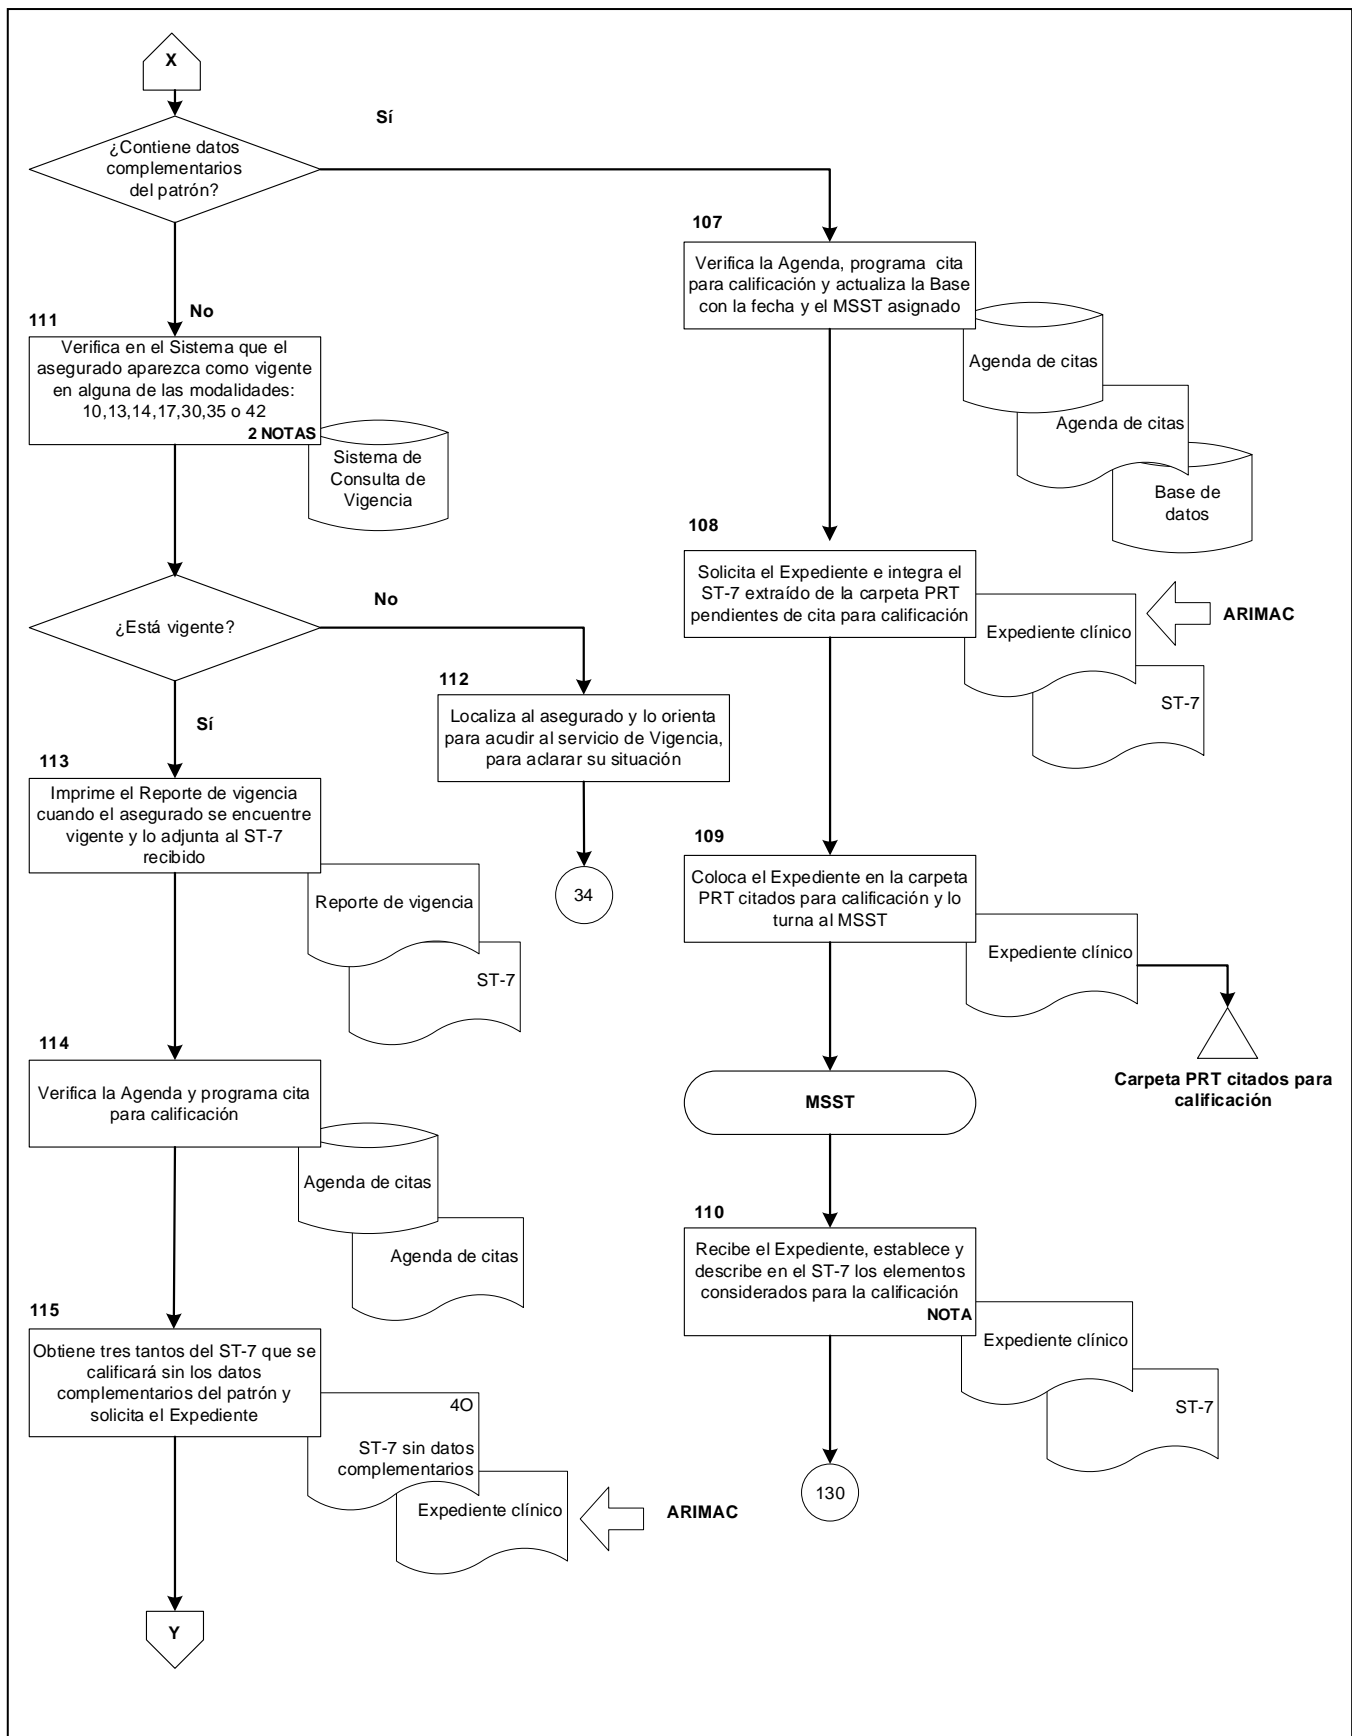 X
Sí
¿Contiene datos
complementarios
del patrón?
No
111
Verifica en el Sistema que el
asegurado aparezca como vigente
en alguna de las modalidades:
10,13,14,17,30,35 o 42
2 NOTAS
Sistema de
Consulta de
Vigencia
¿Está vigente?
No
112
Localiza al asegurado y lo orienta
para acudir al servicio de Vigencia,
para aclarar su situación
34
Sí
113
Imprime el Reporte de vigencia
cuando el asegurado se encuentre
vigente y lo adjunta al ST-7
recibido
Reporte de vigencia
ST-7
114
Verifica la Agenda y programa cita
para calificación
Agenda de citas
Agenda de citas
115
Obtiene tres tantos del ST-7 que se
calificará sin los datos
complementarios del patrón y
solicita el Expediente
4O
ST-7 sin datos
complementarios
Expediente clínico
ARIMAC
Y
107
Verifica la Agenda, programa cita
para calificación y actualiza la Base
con la fecha y el MSST asignado
Agenda de citas
Agenda de citas
Base de
datos
108
Solicita el Expediente e integra el
ST-7 extraído de la carpeta PRT
pendientes de cita para calificación
Expediente clínico
ARIMAC
ST-7
109
Coloca el Expediente en la carpeta
PRT citados para calificación y lo
turna al MSST
Expediente clínico
Carpeta PRT citados para
calificación
MSST
110
Recibe el Expediente, establece y
describe en el ST-7 los elementos
considerados para la calificación
NOTA
Expediente clínico
ST-7
130